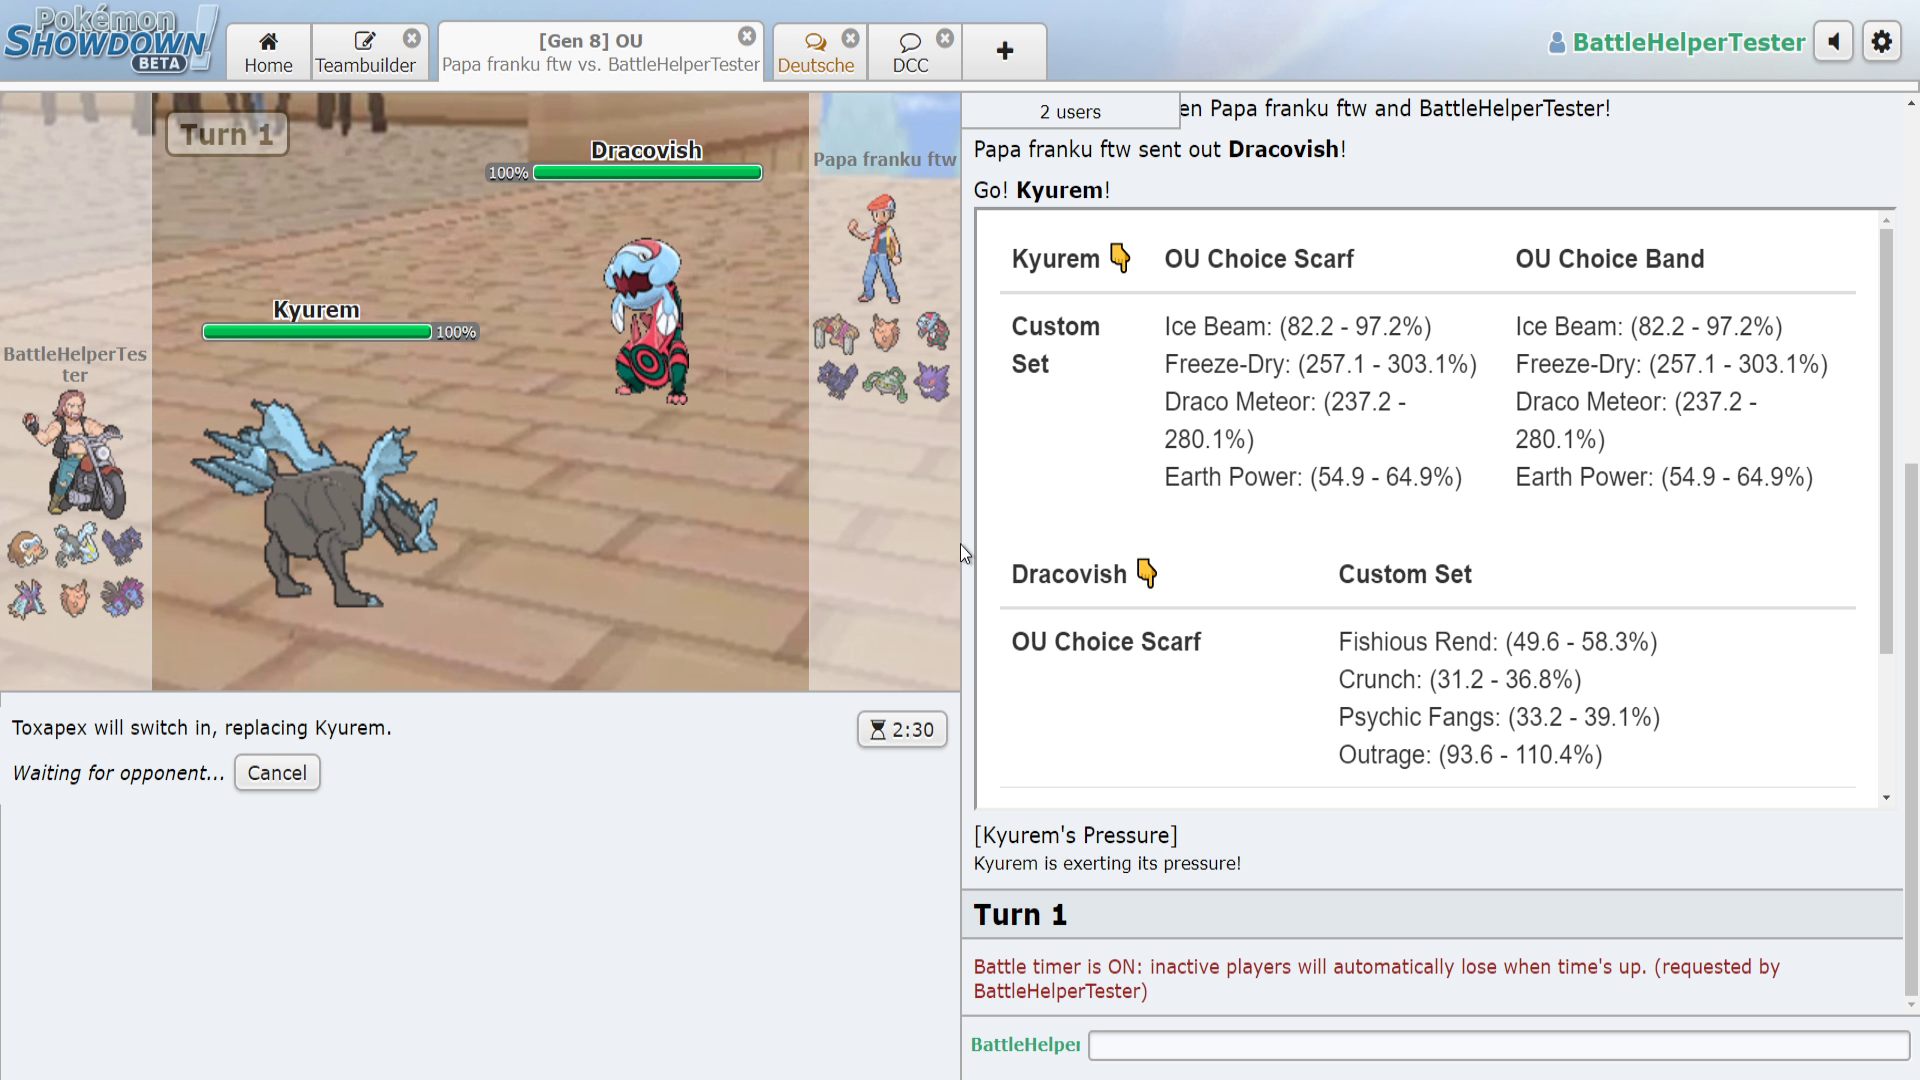 Pokémon
SHOWDOWN!
BETA
Home
Teambuilder
[Gen 8] OU
Papa franku ftw vs. BattleHelperTester
Deutsche
DCC
+
BattleHelperTester
Turn 1
Dracovish
100%
Kyurem
100%
BattleHelperTes
ter
Papa franku ftw
Toxapex will switch in, replacing Kyurem.
2:30
Waiting for opponent...
Cancel
2 users
en Papa franku ftw and BattleHelperTester!
Papa franku ftw sent out Dracovish!
Go! Kyurem!
Kyurem 👇 OU Choice Scarf OU Choice Band
Custom Set
Ice Beam: (82.2 - 97.2%)
Freeze-Dry: (257.1 - 303.1%)
Draco Meteor: (237.2 -
280.1%)
Earth Power: (54.9 - 64.9%)
Ice Beam: (82.2 - 97.2%)
Freeze-Dry: (257.1 - 303.1%)
Draco Meteor: (237.2 -
280.1%)
Earth Power: (54.9 - 64.9%)
Dracovish 👇 Custom Set
OU Choice Scarf
Fishious Rend: (49.6 - 58.3%)
Crunch: (31.2 - 36.8%)
Psychic Fangs: (33.2 - 39.1%)
Outrage: (93.6 - 110.4%)
[Kyurem's Pressure]
Kyurem is exerting its pressure!
Turn 1
Battle timer is ON: inactive players will automatically lose when time's up. (requested by
BattleHelperTester)
BattleHelper